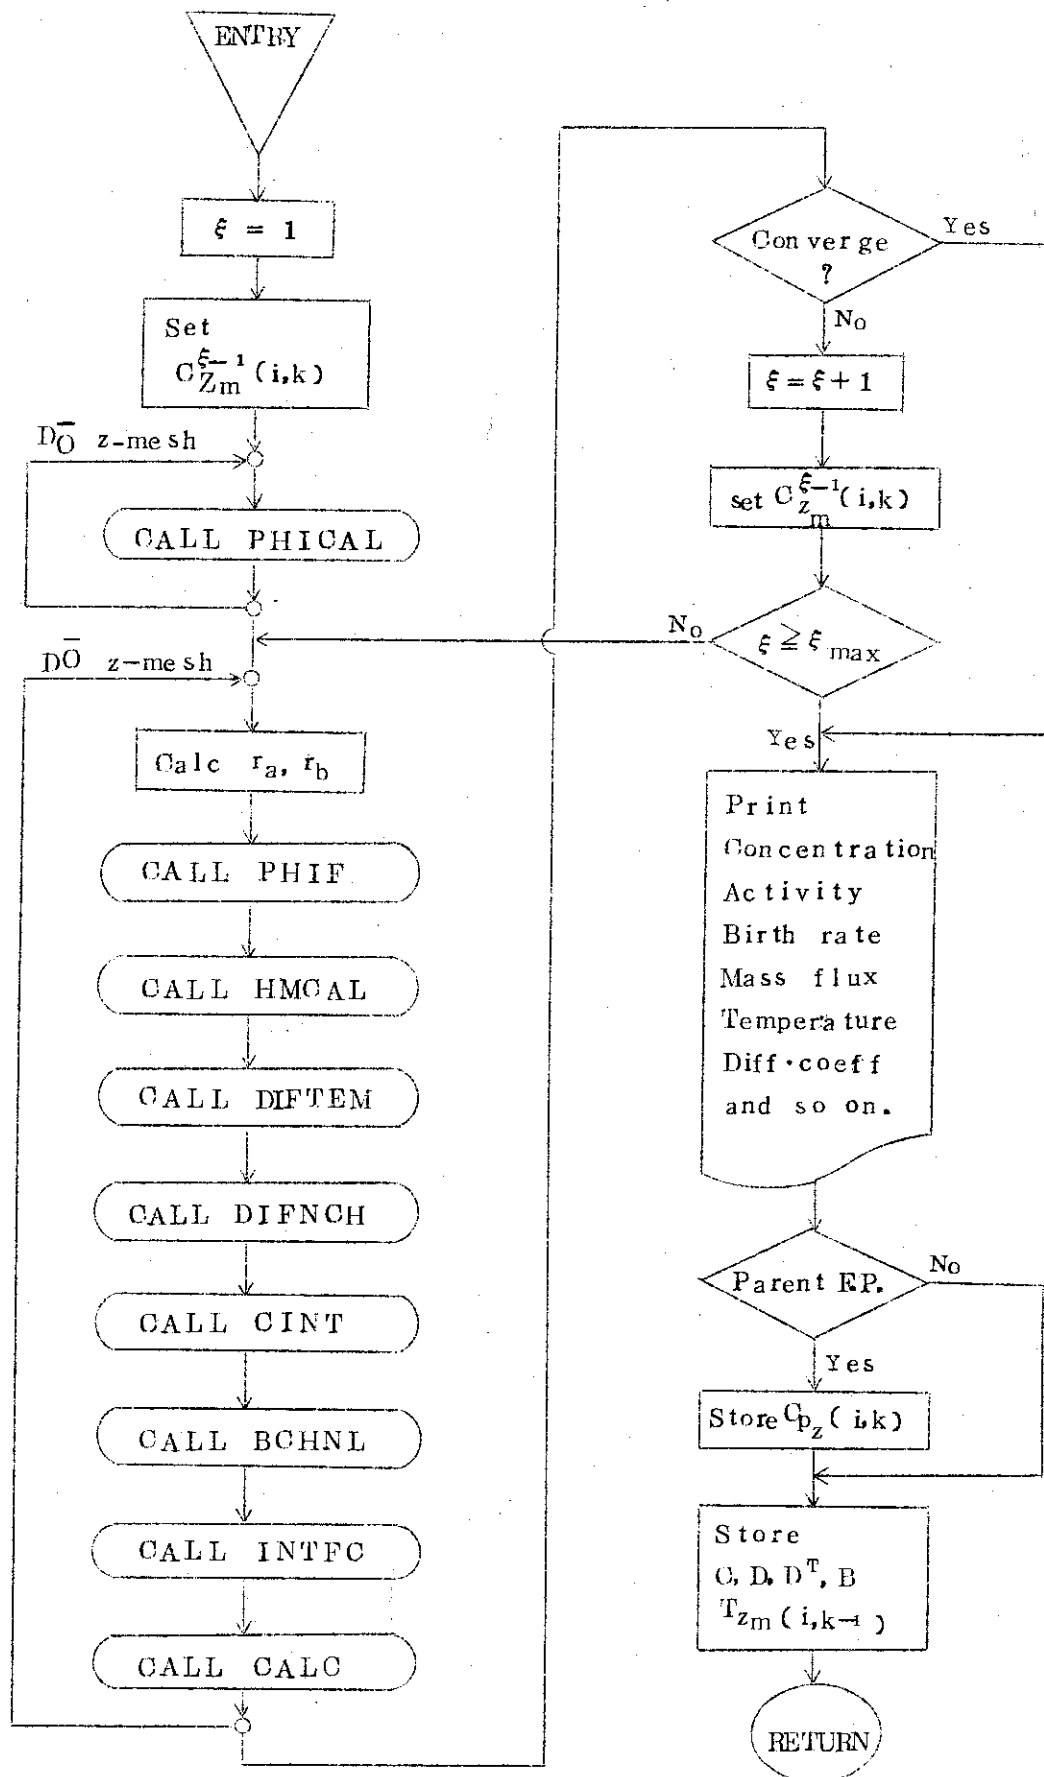 ENTRY
ξ = 1
Set
C^{ξ-1}_{Zm}(i,k)
DO z-mesh
CALL PHICAL
DO z-mesh
Calc r_a, r_b
CALL PHIF
CALL HMCAL
CALL DIFTEM
CALL DIFNCH
CALL CINT
CALL BCHNL
CALL INTFC
CALL CALC
Converge
?
Yes
No
ξ = ξ + 1
set C^{ξ-1}_{z_m}(i,k)
ξ ≧ ξ_max
No
Yes
Print
Concentration
Activity
Birth rate
Mass flux
Temperature
Diff·coeff
and so on.
Parent F.P.
No
Yes
Store C_{p_z}(i,k)
Store
C, D, D^T, B
T_{zm}(i,k-1)
RETURN